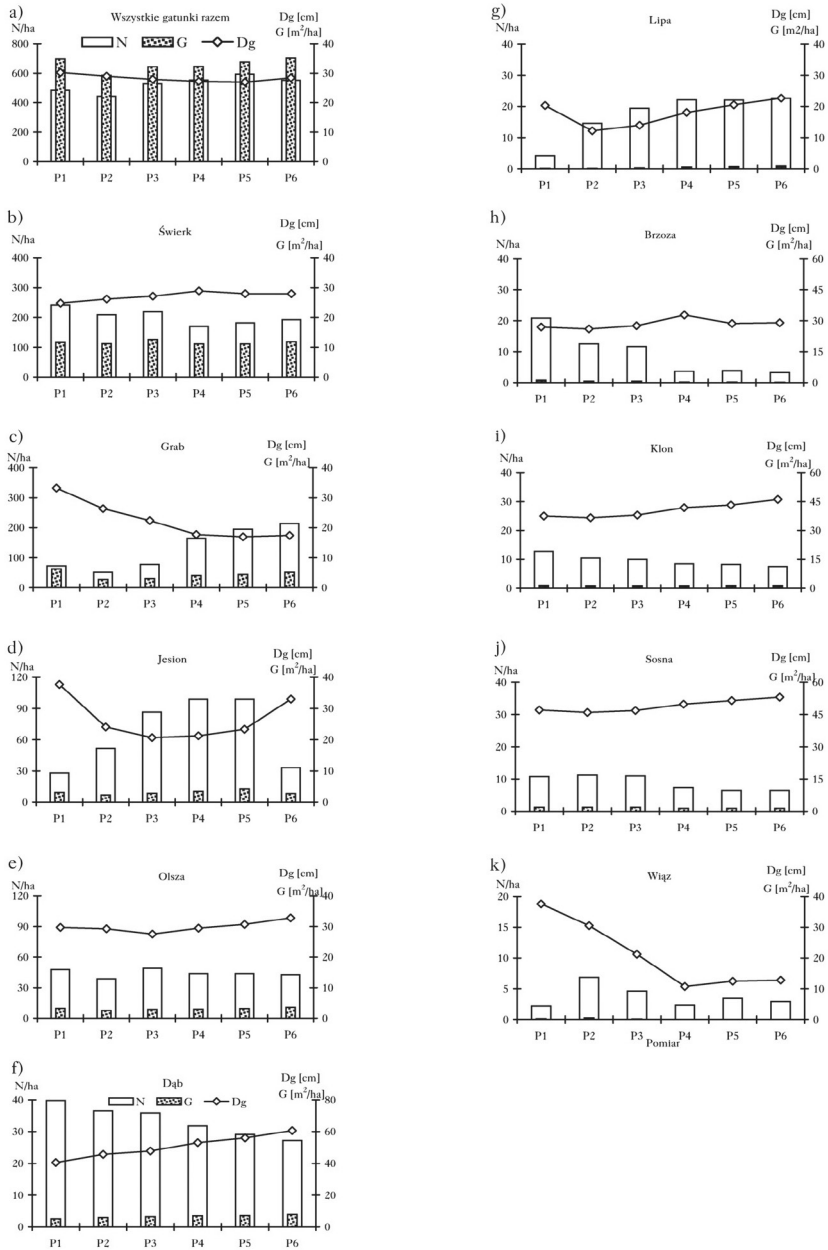 a)
Wszystkie gatunki razem
N/ha
Dg [cm]
G [m²/ha]
N G Dg
800 600 400 200 0
40 30 20 10 0
P1 P2 P3 P4 P5 P6
b)
Świerk
N/ha
Dg [cm]
G [m²/ha]
400 300 200 100 0
40 30 20 10 0
P1 P2 P3 P4 P5 P6
c)
Grab
N/ha
Dg [cm]
G [m²/ha]
400 300 200 100 0
40 30 20 10 0
P1 P2 P3 P4 P5 P6
d)
Jesion
N/ha
Dg [cm]
G [m²/ha]
120 90 60 30 0
40 30 20 10 0
P1 P2 P3 P4 P5 P6
e)
Olsza
N/ha
Dg [cm]
G [m²/ha]
120 90 60 30 0
40 30 20 10 0
P1 P2 P3 P4 P5 P6
f)
Dąb
N/ha
Dg [cm]
G [m²/ha]
N G Dg
40 30 20 10 0
80 60 40 20 0
P1 P2 P3 P4 P5 P6
g)
Lipa
N/ha
Dg [cm]
G [m2/ha]
40 30 20 10 0
40 30 20 10 0
P1 P2 P3 P4 P5 P6
h)
Brzoza
N/ha
Dg [cm]
G [m²/ha]
40 30 20 10 0
60 45 30 15 0
P1 P2 P3 P4 P5 P6
i)
Klon
N/ha
Dg [cm]
G [m²/ha]
40 30 20 10 0
60 45 30 15 0
P1 P2 P3 P4 P5 P6
j)
Sosna
N/ha
Dg [cm]
G [m²/ha]
40 30 20 10 0
60 45 30 15 0
P1 P2 P3 P4 P5 P6
k)
Wiąz
N/ha
Dg [cm]
G [m²/ha]
20 15 10 5 0
40 30 20 10 0
P1 P2 P3 P4 P5 P6
Pomiar